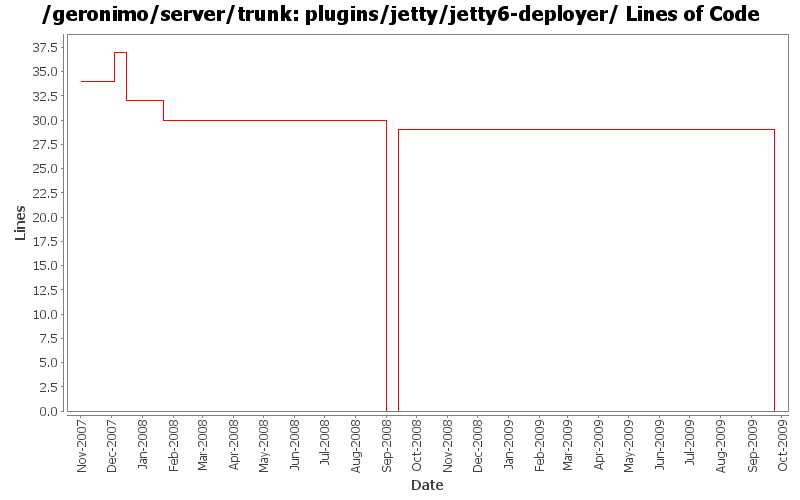 /geronimo/server/trunk: plugins/jetty/jetty6-deployer/ Lines of Code
Lines
37.5
35.0
32.5
30.0
27.5
25.0
22.5
20.0
17.5
15.0
12.5
10.0
7.5
5.0
2.5
0.0
Nov-2007
Dec-2007
Jan-2008
Feb-2008
Mar-2008
Apr-2008
May-2008
Jun-2008
Jul-2008
Aug-2008
Sep-2008
Oct-2008
Nov-2008
Dec-2008
Jan-2009
Feb-2009
Mar-2009
Apr-2009
May-2009
Jun-2009
Jul-2009
Aug-2009
Sep-2009
Oct-2009
Date